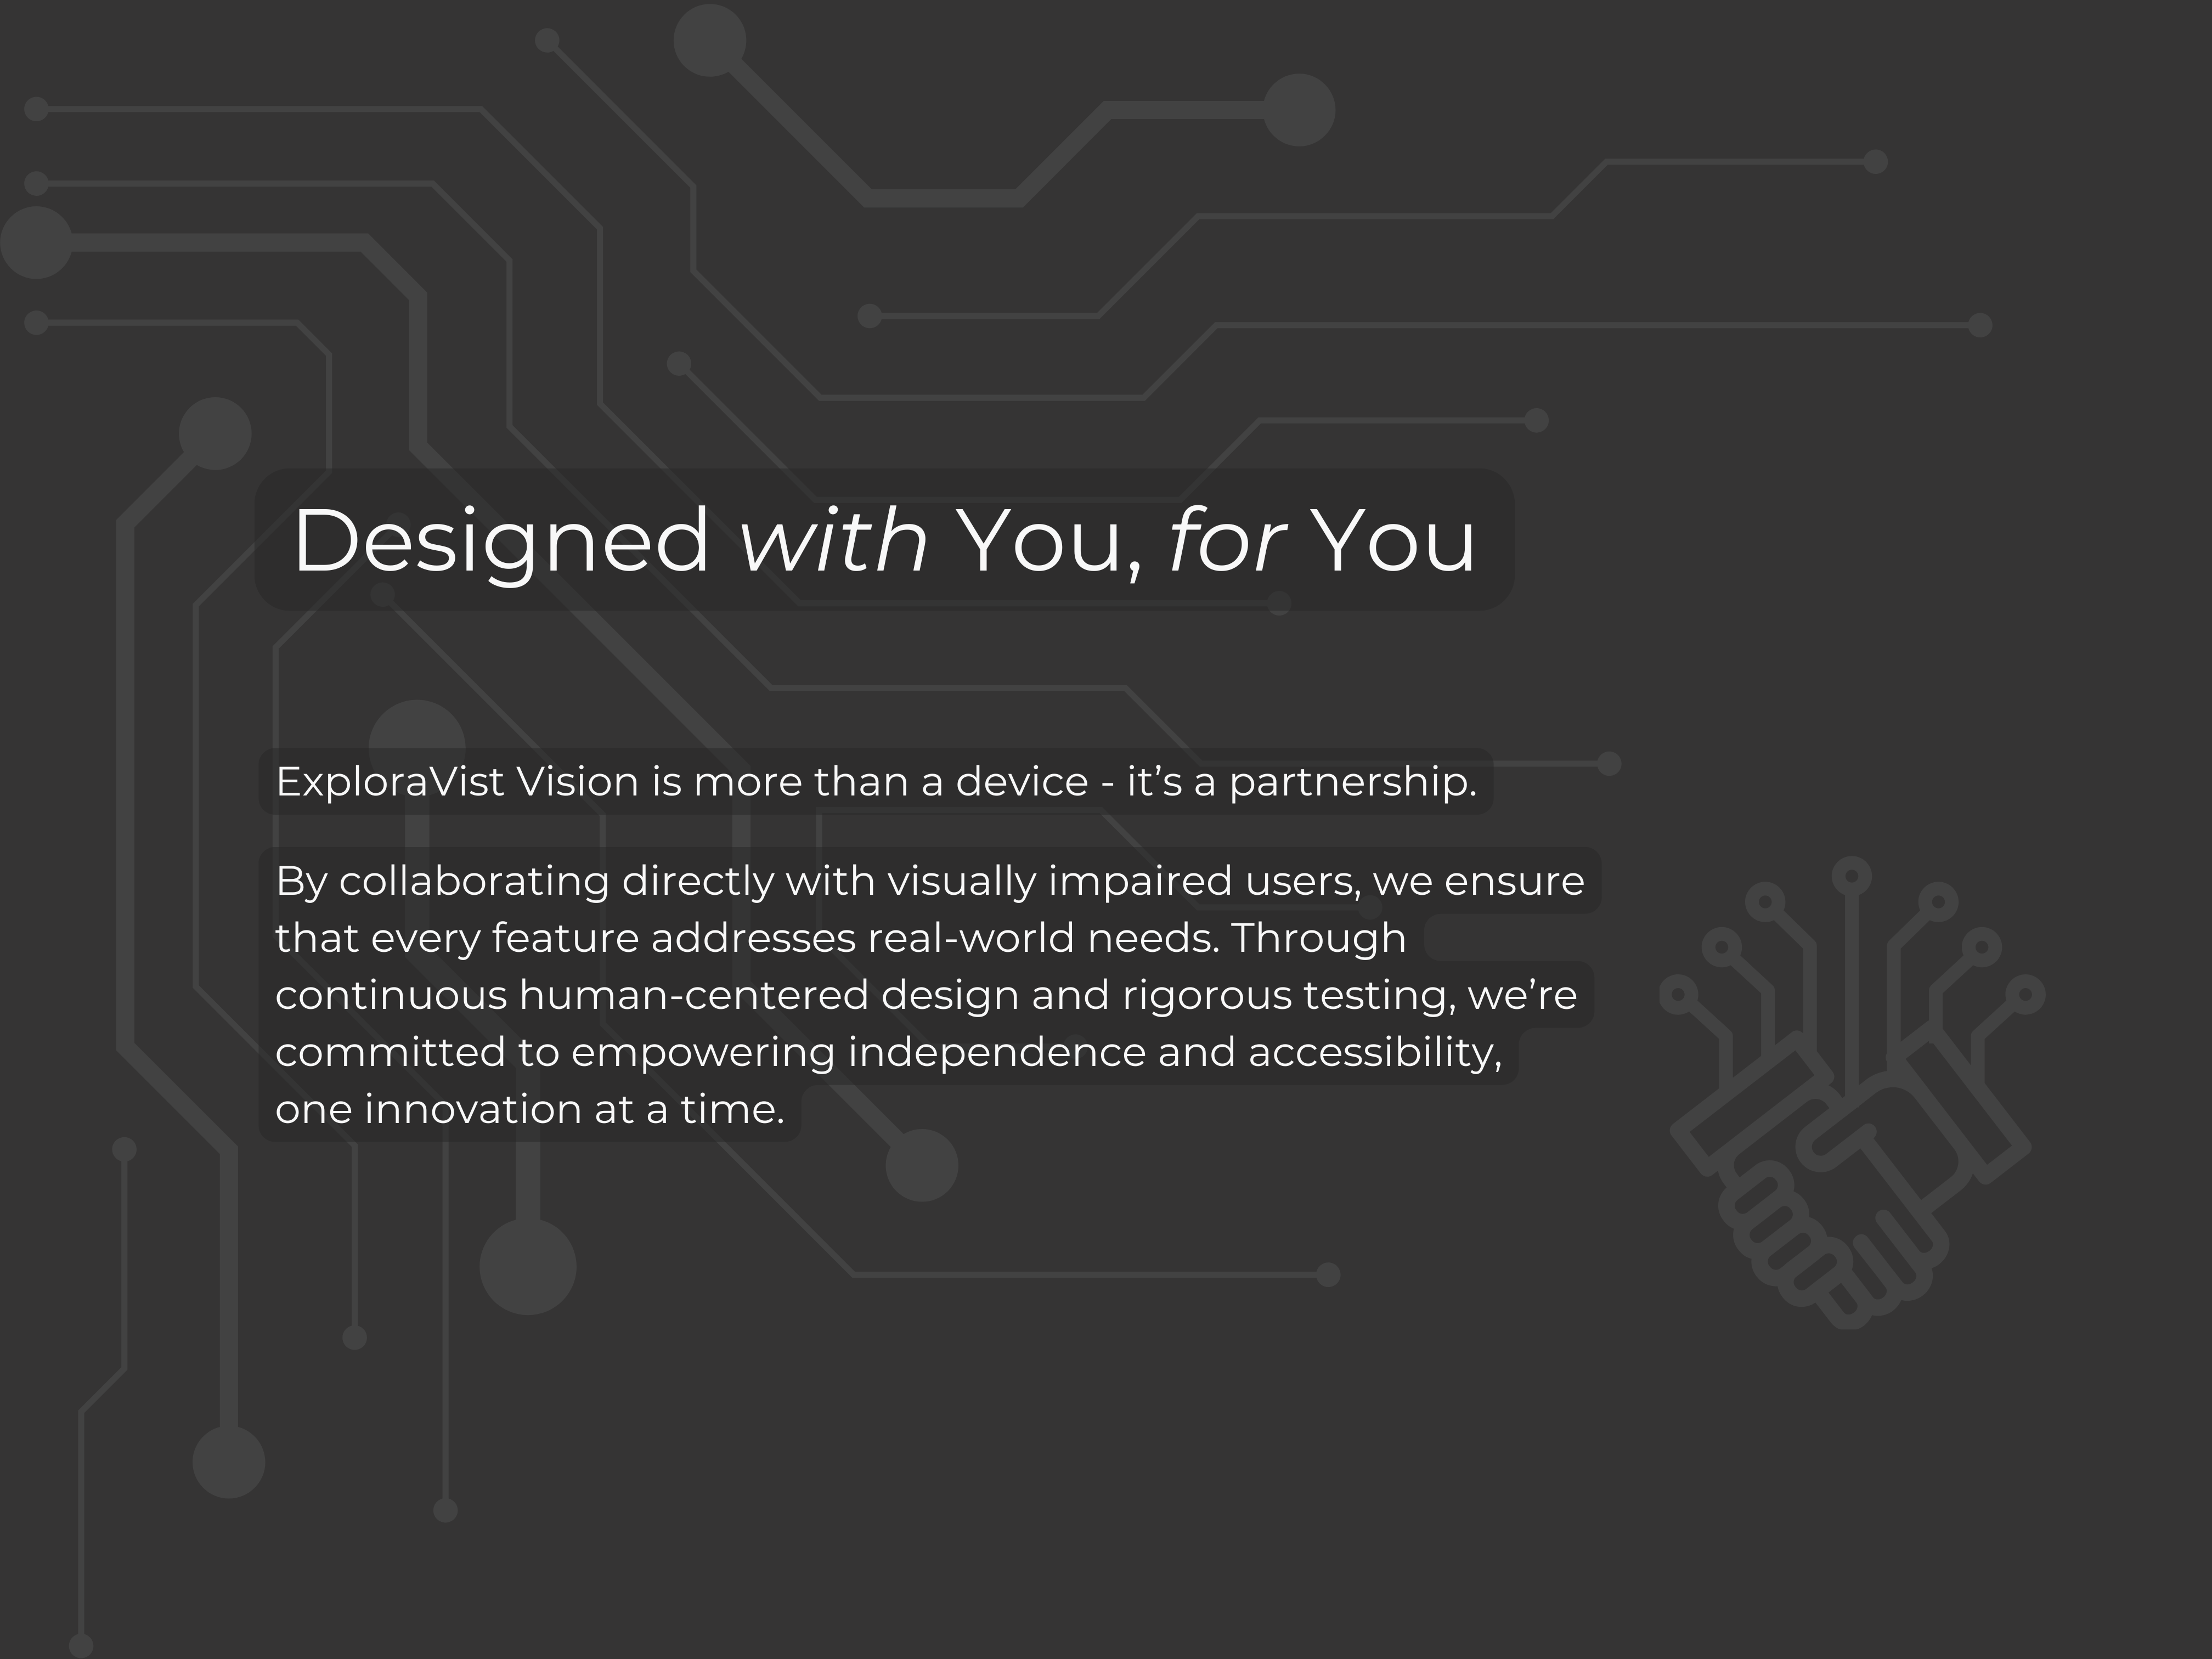 Designed with You, for You
ExploraVist Vision is more than a device - it’s a partnership.
By collaborating directly with visually impaired users, we ensure
that every feature addresses real-world needs. Through
continuous human-centered design and rigorous testing, we’re
committed to empowering independence and accessibility,
one innovation at a time.